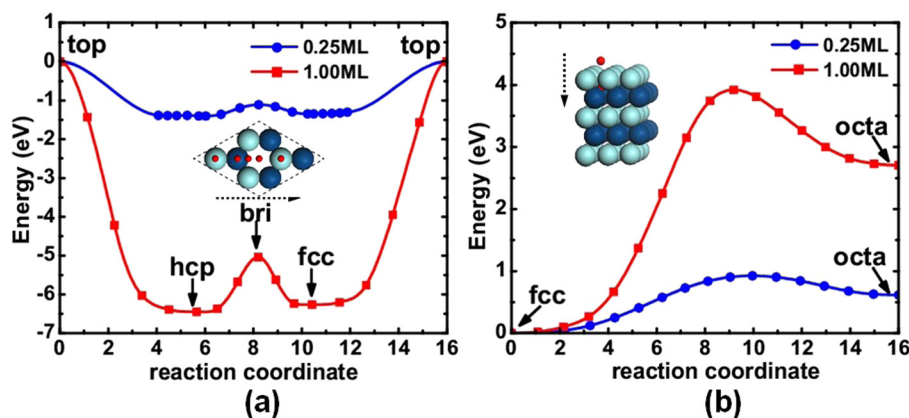 (a)
top
top
0.25ML
1.00ML
0
-1
-2
-3
-4
-5
-6
-7
Energy (eV)
bri
hcp
fcc
0 2 4 6 8 10 12 14 16
reaction coordinate
(a)
(b)
0.25ML
1.00ML
5
4
3
2
1
0
Energy (eV)
octa
octa
fcc
0 2 4 6 8 10 12 14 16
reaction coordinate
(b)